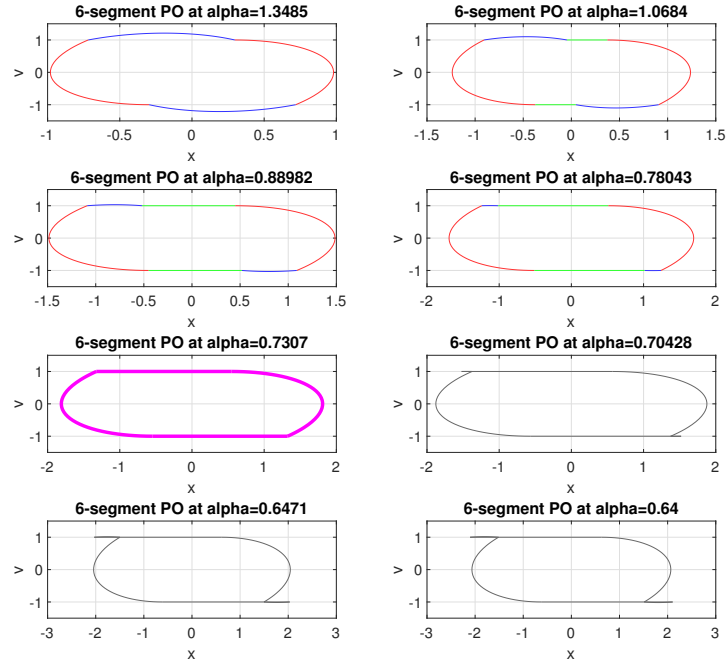 6-segment PO at alpha=1.3485
v
1
0
-1
-1 -0.5 0 0.5 1
x
6-segment PO at alpha=1.0684
v
1
0
-1
-1.5 -1 -0.5 0 0.5 1 1.5
x
6-segment PO at alpha=0.88982
v
1
0
-1
-1.5 -1 -0.5 0 0.5 1 1.5
x
6-segment PO at alpha=0.78043
v
1
0
-1
-2 -1 0 1 2
x
6-segment PO at alpha=0.7307
v
1
0
-1
-2 -1 0 1 2
x
6-segment PO at alpha=0.70428
v
1
0
-1
-2 -1 0 1 2
x
6-segment PO at alpha=0.6471
v
1
0
-1
-3 -2 -1 0 1 2 3
x
6-segment PO at alpha=0.64
v
1
0
-1
-3 -2 -1 0 1 2 3
x